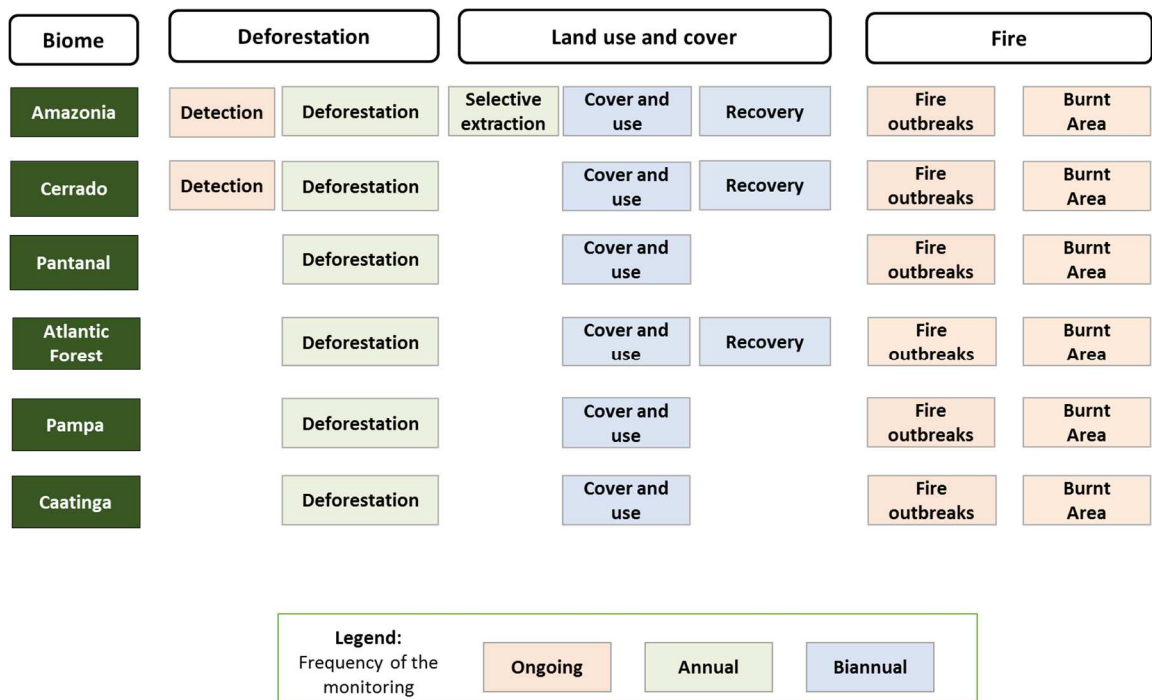 Biome
Deforestation
Land use and cover
Fire
Amazonia
Detection
Deforestation
Selective
extraction
Cover and
use
Recovery
Fire
outbreaks
Burnt
Area
Cerrado
Detection
Deforestation
Cover and
use
Recovery
Fire
outbreaks
Burnt
Area
Pantanal
Deforestation
Cover and
use
Fire
outbreaks
Burnt
Area
Atlantic
Forest
Deforestation
Cover and
use
Recovery
Fire
outbreaks
Burnt
Area
Pampa
Deforestation
Cover and
use
Fire
outbreaks
Burnt
Area
Caatinga
Deforestation
Cover and
use
Fire
outbreaks
Burnt
Area
Legend:
Frequency of the
monitoring
Ongoing
Annual
Biannual